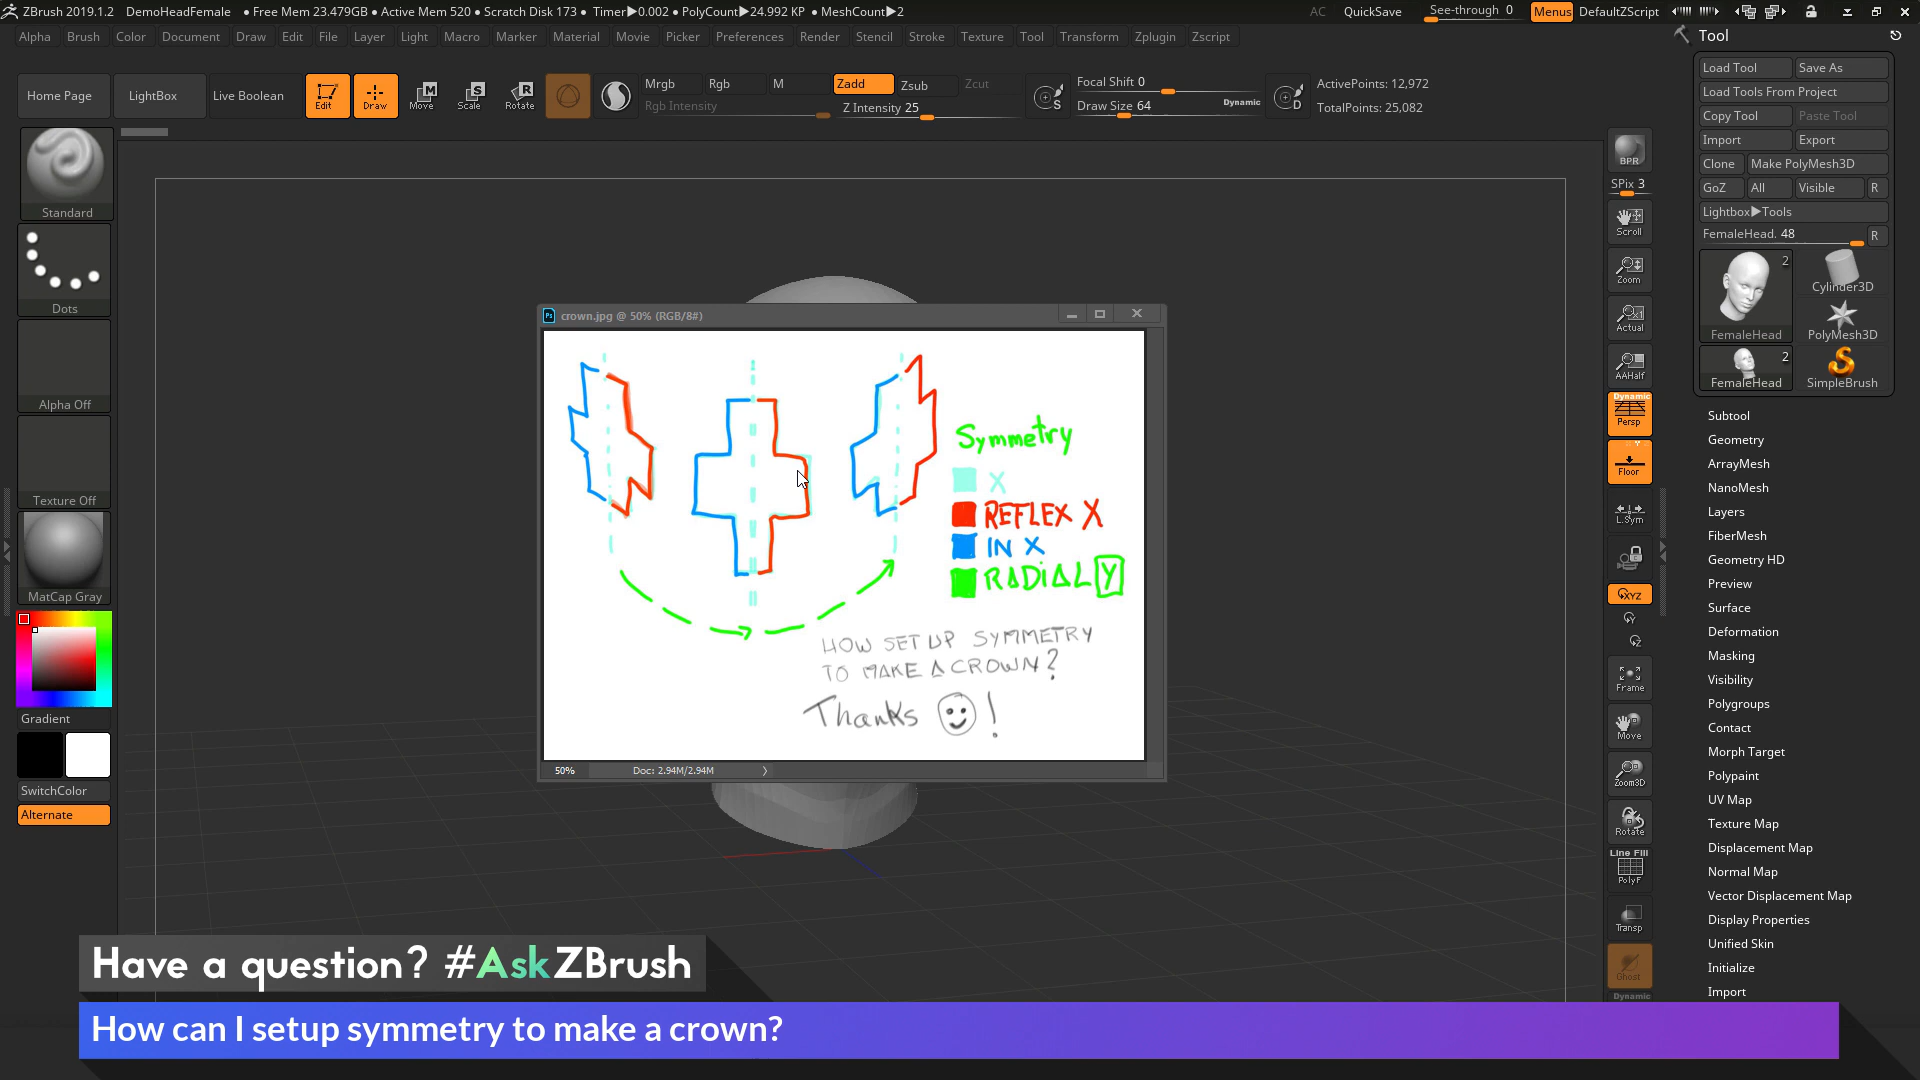 ZBrush 2019.1.2 DemoHeadFemale • Free Mem 23.479GB • Active Mem 520 • Scratch Disk 173 • Timer▶0.002 • PolyCount▶24.992 KP • MeshCount▶2 AC QuickSave See-through 0 Menus DefaultZScript
Alpha Brush Color Document Draw Edit File Layer Light Macro Marker Material Movie Picker Preferences Render Stencil Stroke Texture Tool Transform Zplugin Zscript
Tool
Home Page LightBox Live Boolean Edit Draw Move Scale Rotate
Mrgb Rgb M Zadd Zsub Zcut
Rgb Intensity Z Intensity 25
S Focal Shift 0
Draw Size 64 Dynamic
D ActivePoints: 12,972
TotalPoints: 25,082
Load Tool Save As
Load Tools From Project
Copy Tool Paste Tool
Import Export
Clone Make PolyMesh3D
GoZ All Visible R
Lightbox▶Tools
FemaleHead. 48 R
2
Cylinder3D
FemaleHead PolyMesh3D
2
FemaleHead SimpleBrush
Subtool
Geometry
ArrayMesh
NanoMesh
Layers
FiberMesh
Geometry HD
Preview
Surface
Deformation
Masking
Visibility
Polygroups
Contact
Morph Target
Polypaint
UV Map
Texture Map
Displacement Map
Normal Map
Vector Displacement Map
Display Properties
Unified Skin
Initialize
Import
Standard
Dots
Alpha Off
Texture Off
MatCap Gray
Gradient
SwitchColor
Alternate
BPR
SPix 3
Scroll
Zoom
Actual
AAHalf
Dynamic
Persp
Floor
L.Sym
XYZ
Y
Z
Frame
Move
Zoom3D
Rotate
Line Fill
PolyF
Transp
Ghost
Dynamic
Ps crown.jpg @ 50% (RGB/8#)
Symmetry
X
REFLEX X
IN X
RADIAL Y
HOW SET UP SYMMETRY
TO MAKE A CROWN?
Thanks !
50% Doc: 2.94M/2.94M
Have a question? #AskZBrush
How can I setup symmetry to make a crown?